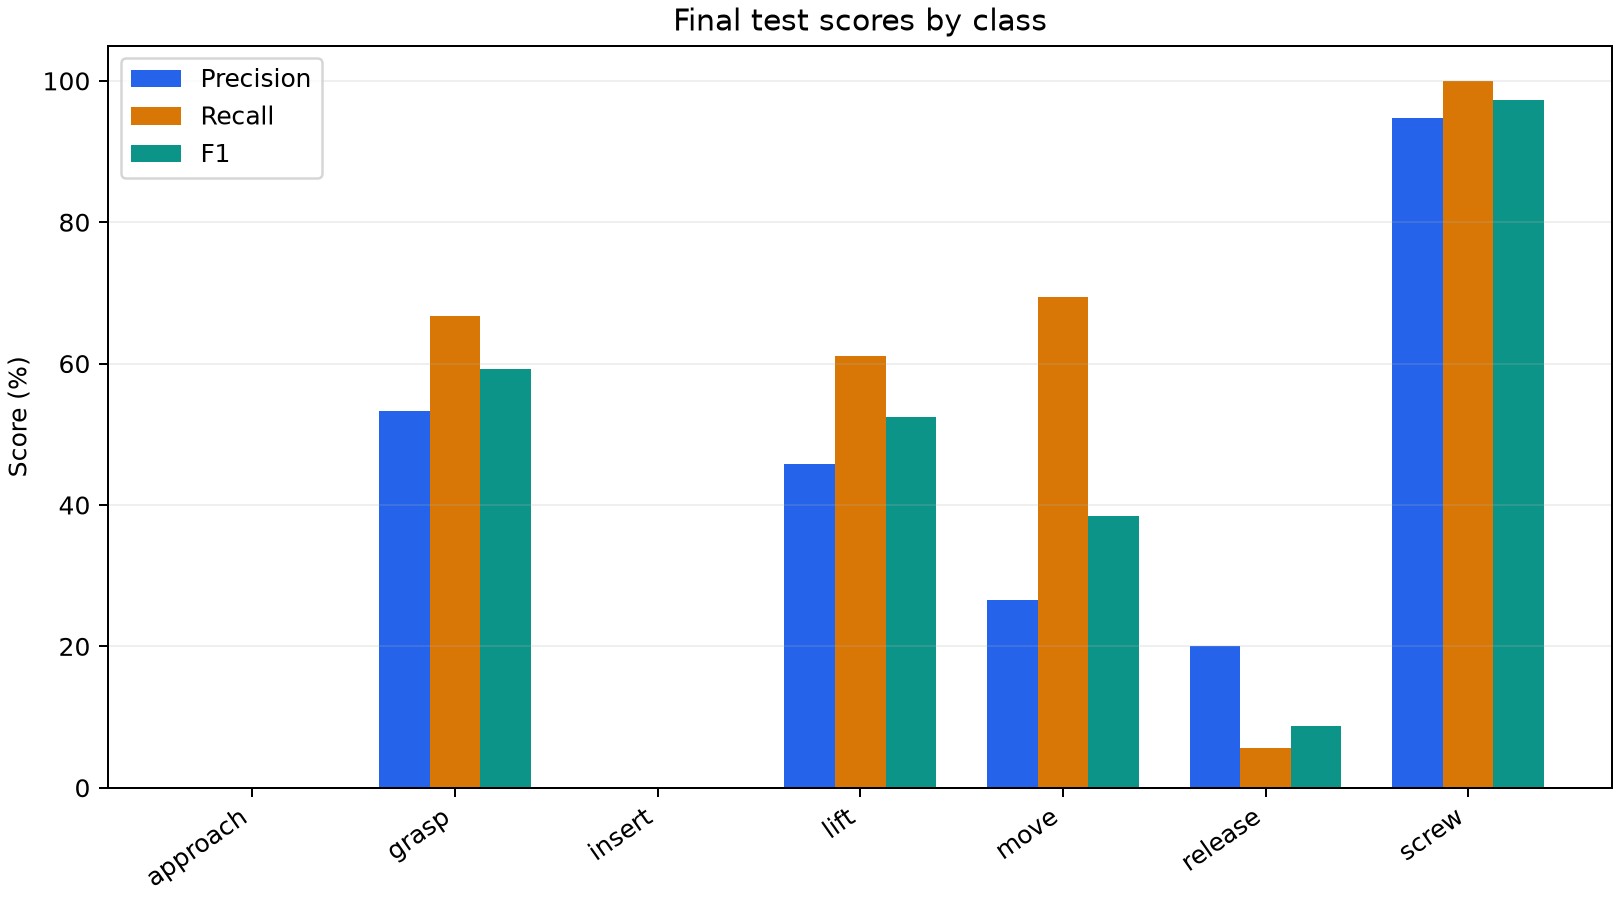 Final test scores by class
Precision
Recall
F1
Score (%)
100
80
60
40
20
0
approach
grasp
insert
lift
move
release
screw